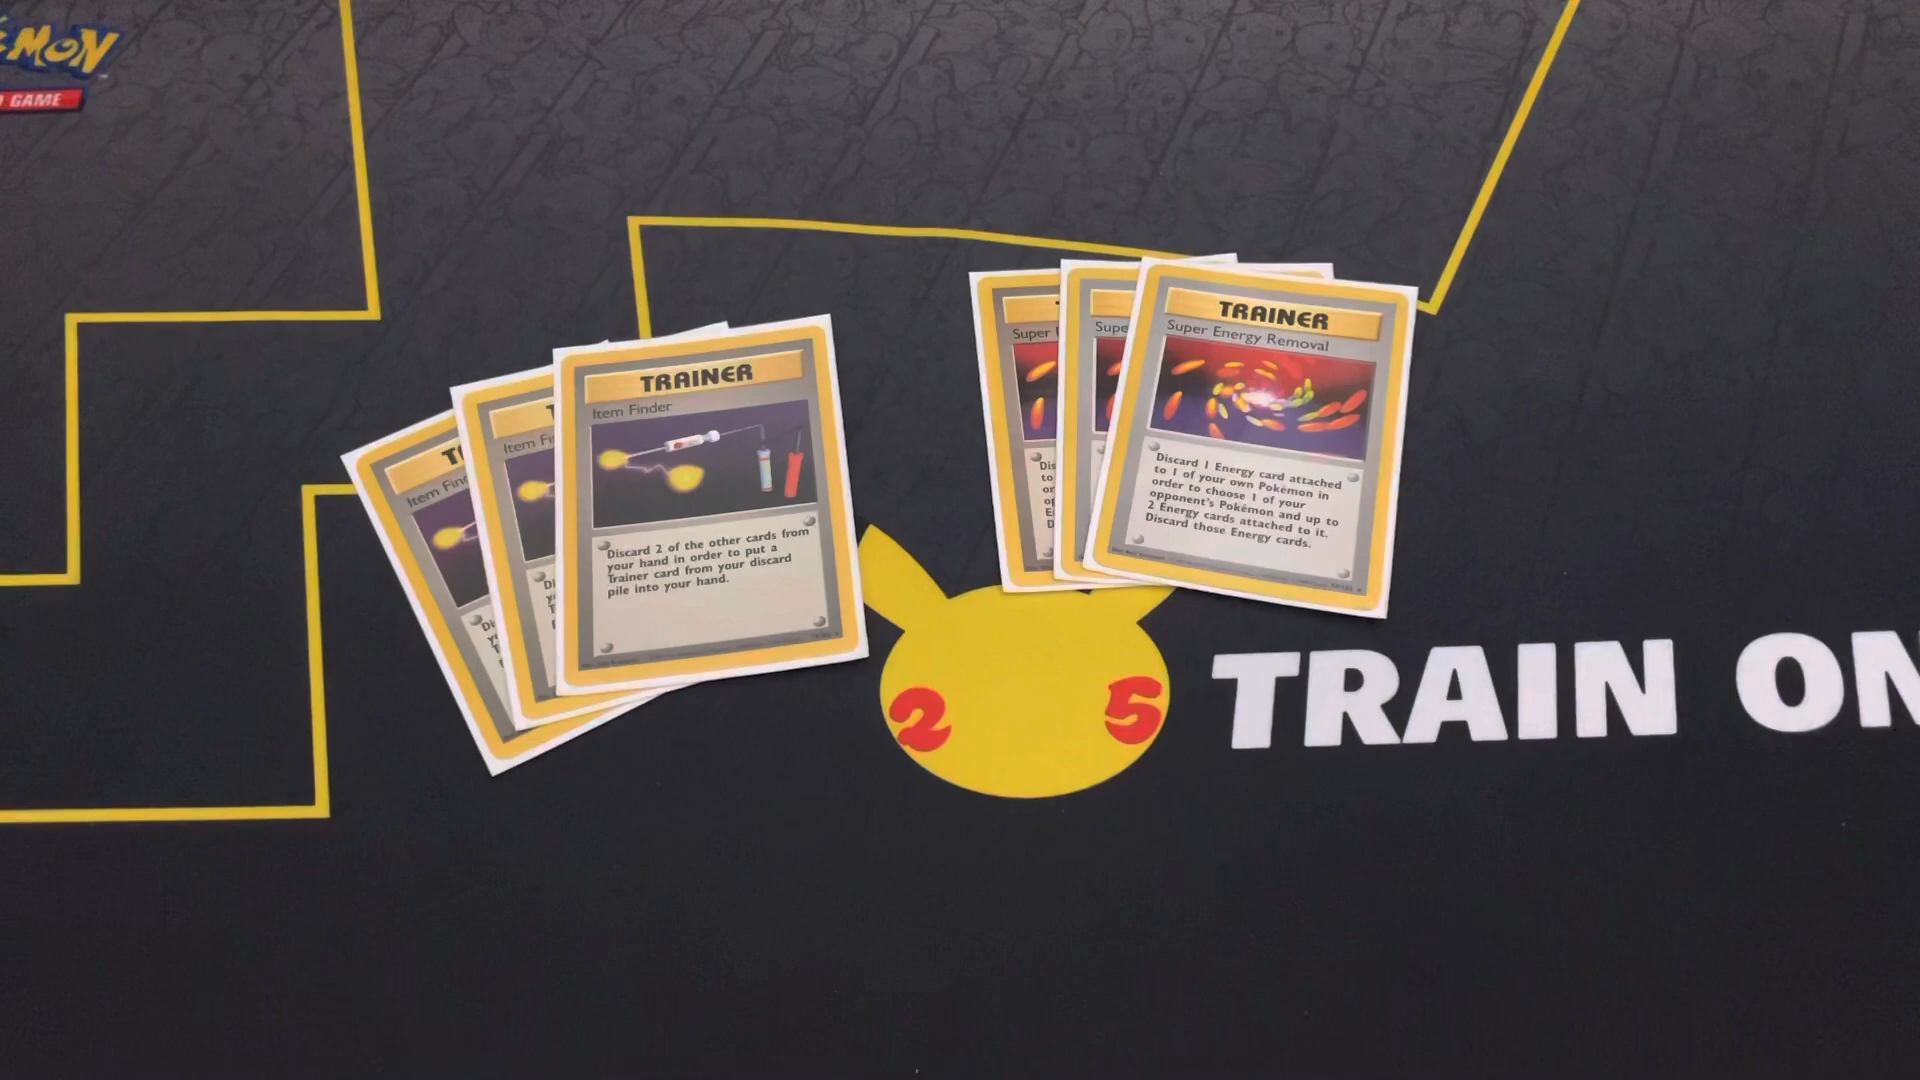 MON
GAME
TRAINER
Item Finder
Discard 2 of the other cards from
your hand in order to put a
Trainer card from your discard
pile into your hand.
Item Fi
Item Find
TRAINER
Super Energy Removal
Discard 1 Energy card attached
to 1 of your own Pokémon in
order to choose 1 of your
opponent's Pokémon and up to
2 Energy cards attached to it.
Discard those Energy cards.
Super
Super
2 5
TRAIN ON